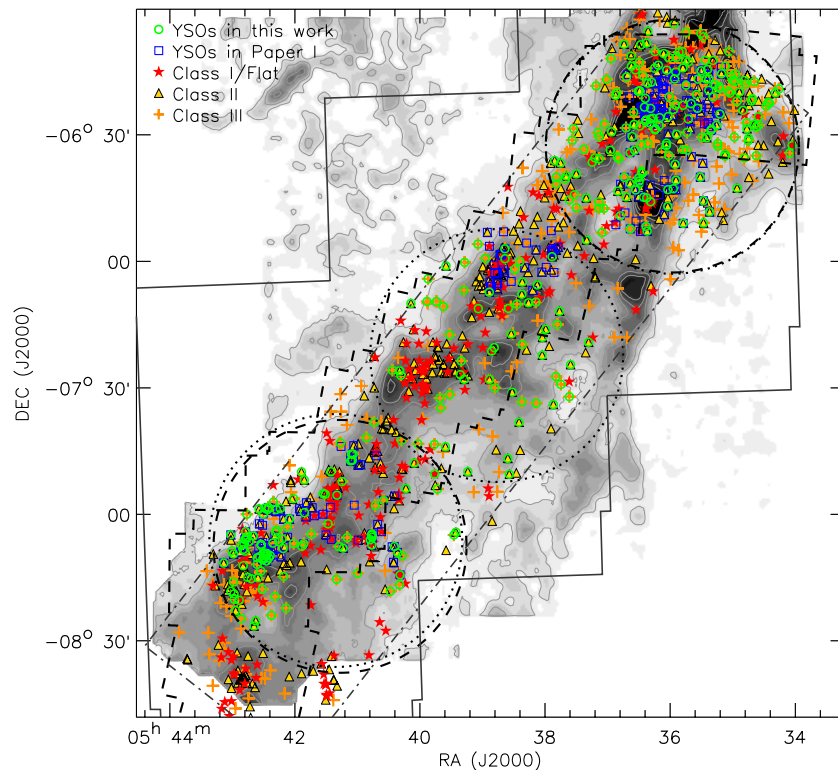 YSOs in this work
YSOs in Paper I
Class I/Flat
Class II
Class III
−06° 30'
00
−07° 30'
00
−08° 30'
DEC (J2000)
05h 44m 42 40 38 36 34
RA (J2000)